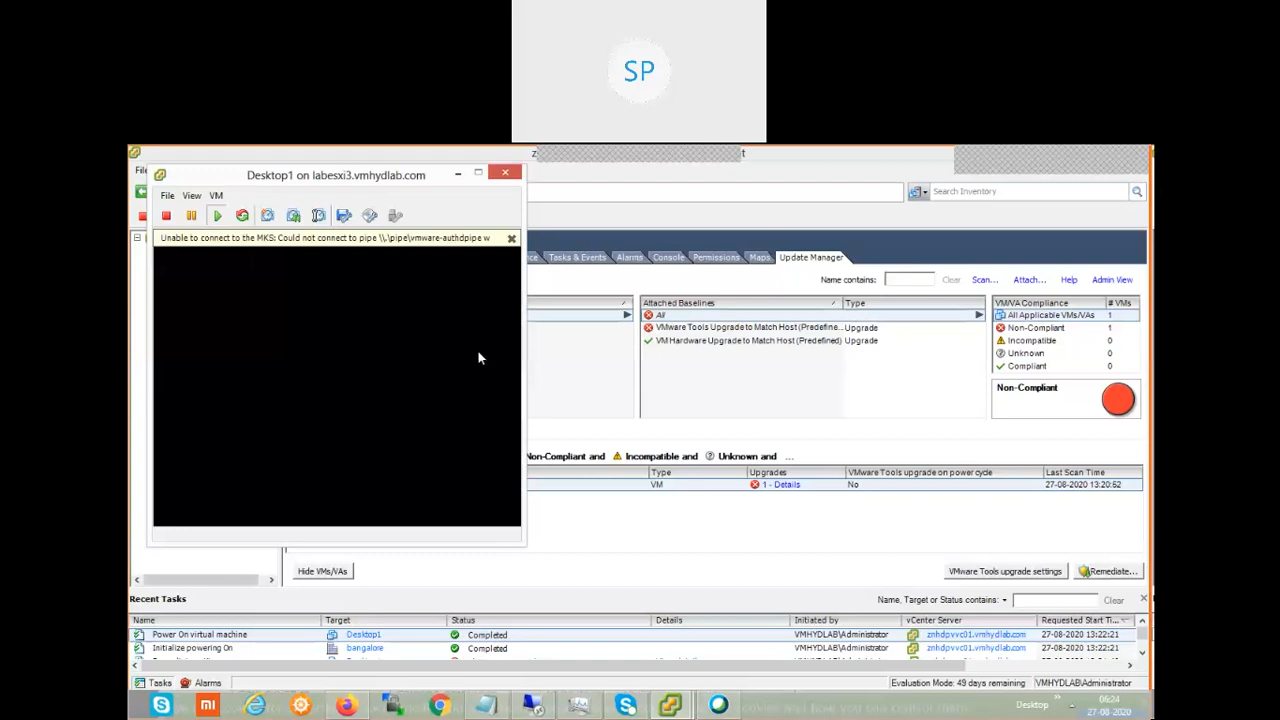 SP
z t
Fil
Search Inventory
Desktop1 on labesxi3.vmhydlab.com
File View VM
Unable to connect to the MKS: Could not connect to pipe \\.\pipe\vmware-authdpipe w
nce Tasks & Events Alarms Console Permissions Maps Update Manager
Name contains: Clear Scan... Attach... Help Admin View
Attached Baselines Type
All
VMware Tools Upgrade to Match Host (Predefine... Upgrade
VM Hardware Upgrade to Match Host (Predefined) Upgrade
VM/VA Compliance # VMs
All Applicable VMs/VAs 1
Non-Compliant 1
Incompatible 0
Unknown 0
Compliant 0
Non-Compliant
Non-Compliant and Incompatible and Unknown and ...
Type Upgrades VMware Tools upgrade on power cycle Last Scan Time
VM 1 - Details No 27-08-2020 13:20:52
Hide VMs/VAs VMware Tools upgrade settings Remediate...
Recent Tasks Name, Target or Status contains: Clear
Name Target Status Details Initiated by vCenter Server Requested Start Ti...
Power On virtual machine Desktop1 Completed VMHYDLAB\Administrator znhdpvvc01.vmhydlab.com 27-08-2020 13:22:21
Initialize powering On bangalore Completed VMHYDLAB\Administrator znhdpvvc01.vmhydlab.com 27-08-2020 13:22:21
Tasks Alarms Evaluation Mode: 49 days remaining VMHYDLAB\Administrator
Desktop 06:24
27-08-2020